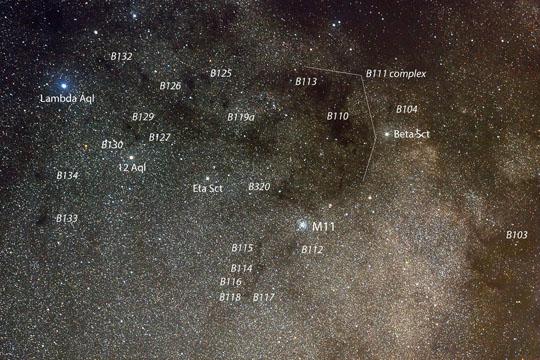 B132
B125
B126
B113
B111 complex
Lambda Aql
B104
B129
B119a
B110
B127
Beta Sct
B130
12 Aql
B134
Eta Sct
B320
B133
M11
B103
B115
B112
B114
B116
B118
B117